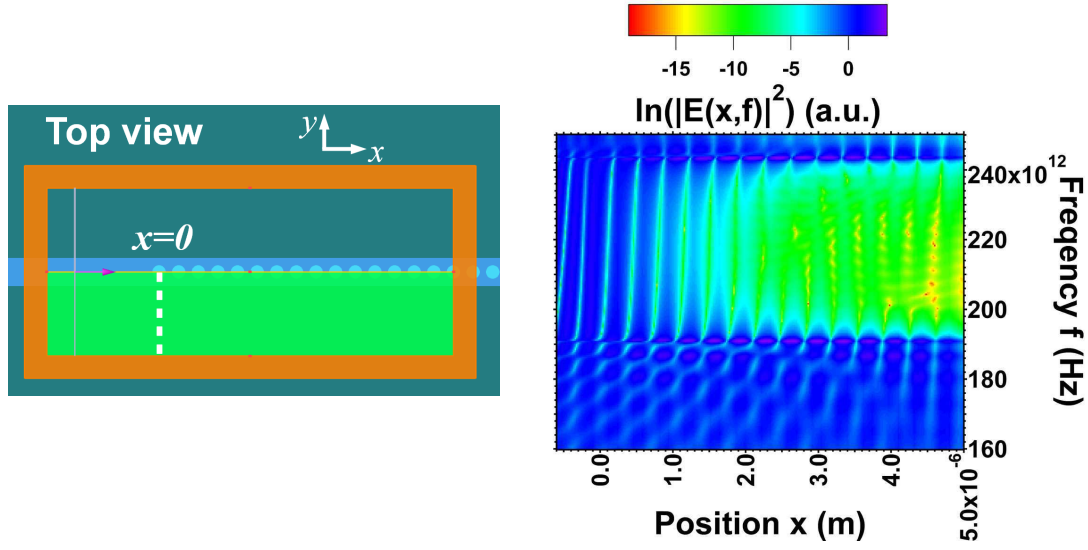 Top view
y
x
x=0
-15 -10 -5 0
ln(|E(x,f)|²) (a.u.)
240x10¹²
220
200
180
160
Freqency f (Hz)
0.0 1.0 2.0 3.0 4.0 5.0x10⁻⁶
Position x (m)